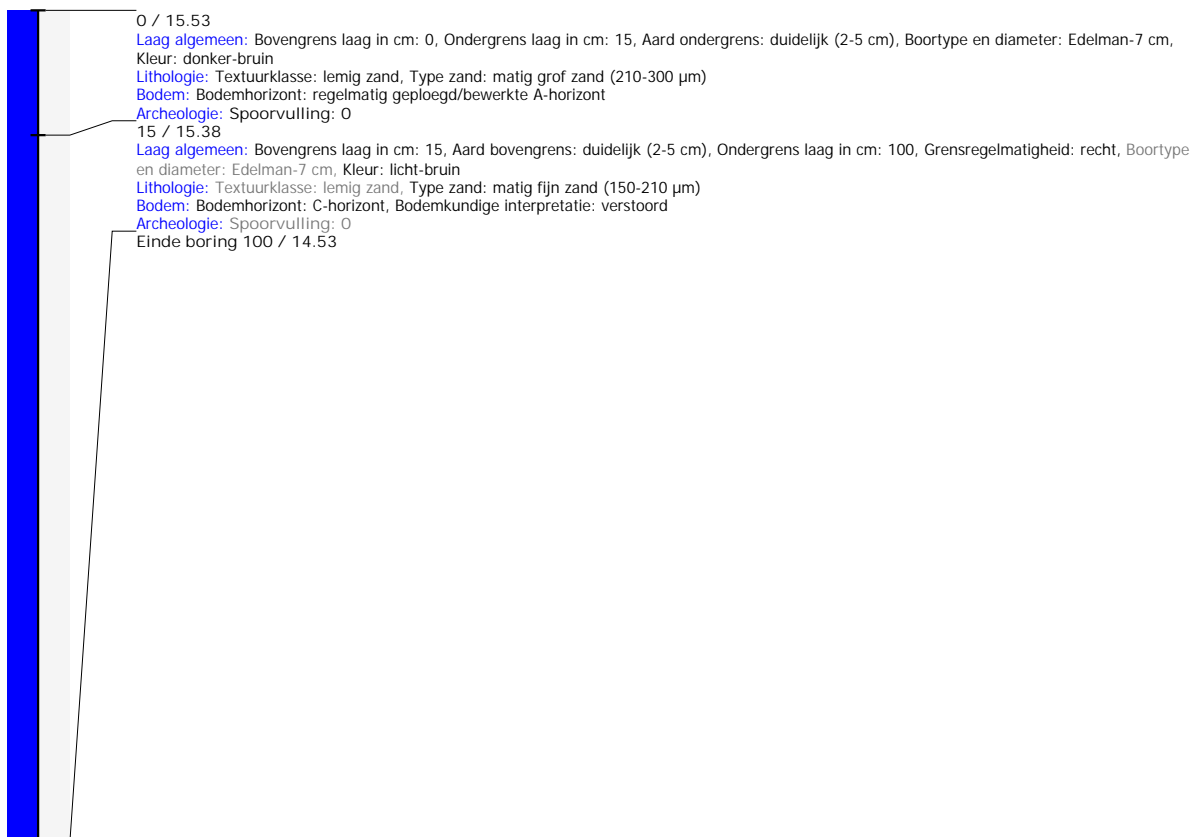 0 / 15.53
Laag algemeen: Bovengrens laag in cm: 0, Ondergrens laag in cm: 15, Aard ondergrens: duidelijk (2-5 cm), Boortype en diameter: Edelman-7 cm,
Kleur: donker-bruin
Lithologie: Textuurklasse: lemig zand, Type zand: matig grof zand (210-300 µm)
Bodem: Bodemhorizont: regelmatig geploegd/bewerkte A-horizont
Archeologie: Spoorvulling: 0
15 / 15.38
Laag algemeen: Bovengrens laag in cm: 15, Aard bovengrens: duidelijk (2-5 cm), Ondergrens laag in cm: 100, Grensregelmatigheid: recht, Boortype
en diameter: Edelman-7 cm, Kleur: licht-bruin
Lithologie: Textuurklasse: lemig zand, Type zand: matig fijn zand (150-210 µm)
Bodem: Bodemhorizont: C-horizont, Bodemkundige interpretatie: verstoord
Archeologie: Spoorvulling: 0
Einde boring 100 / 14.53